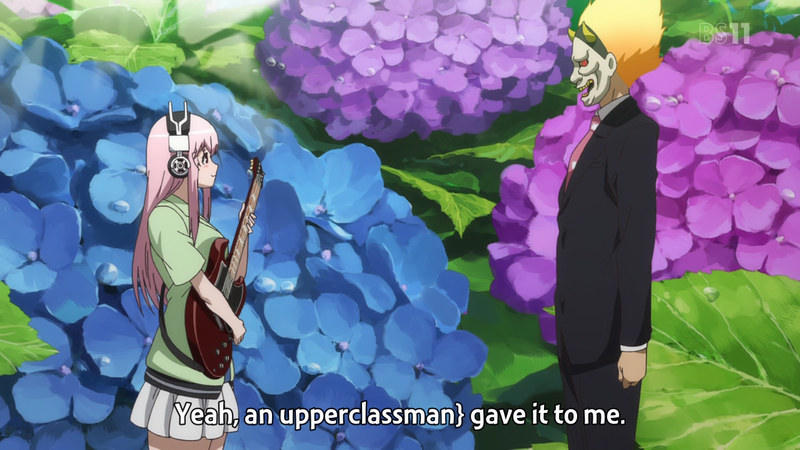 BS11
Yeah, an upperclassman} gave it to me.